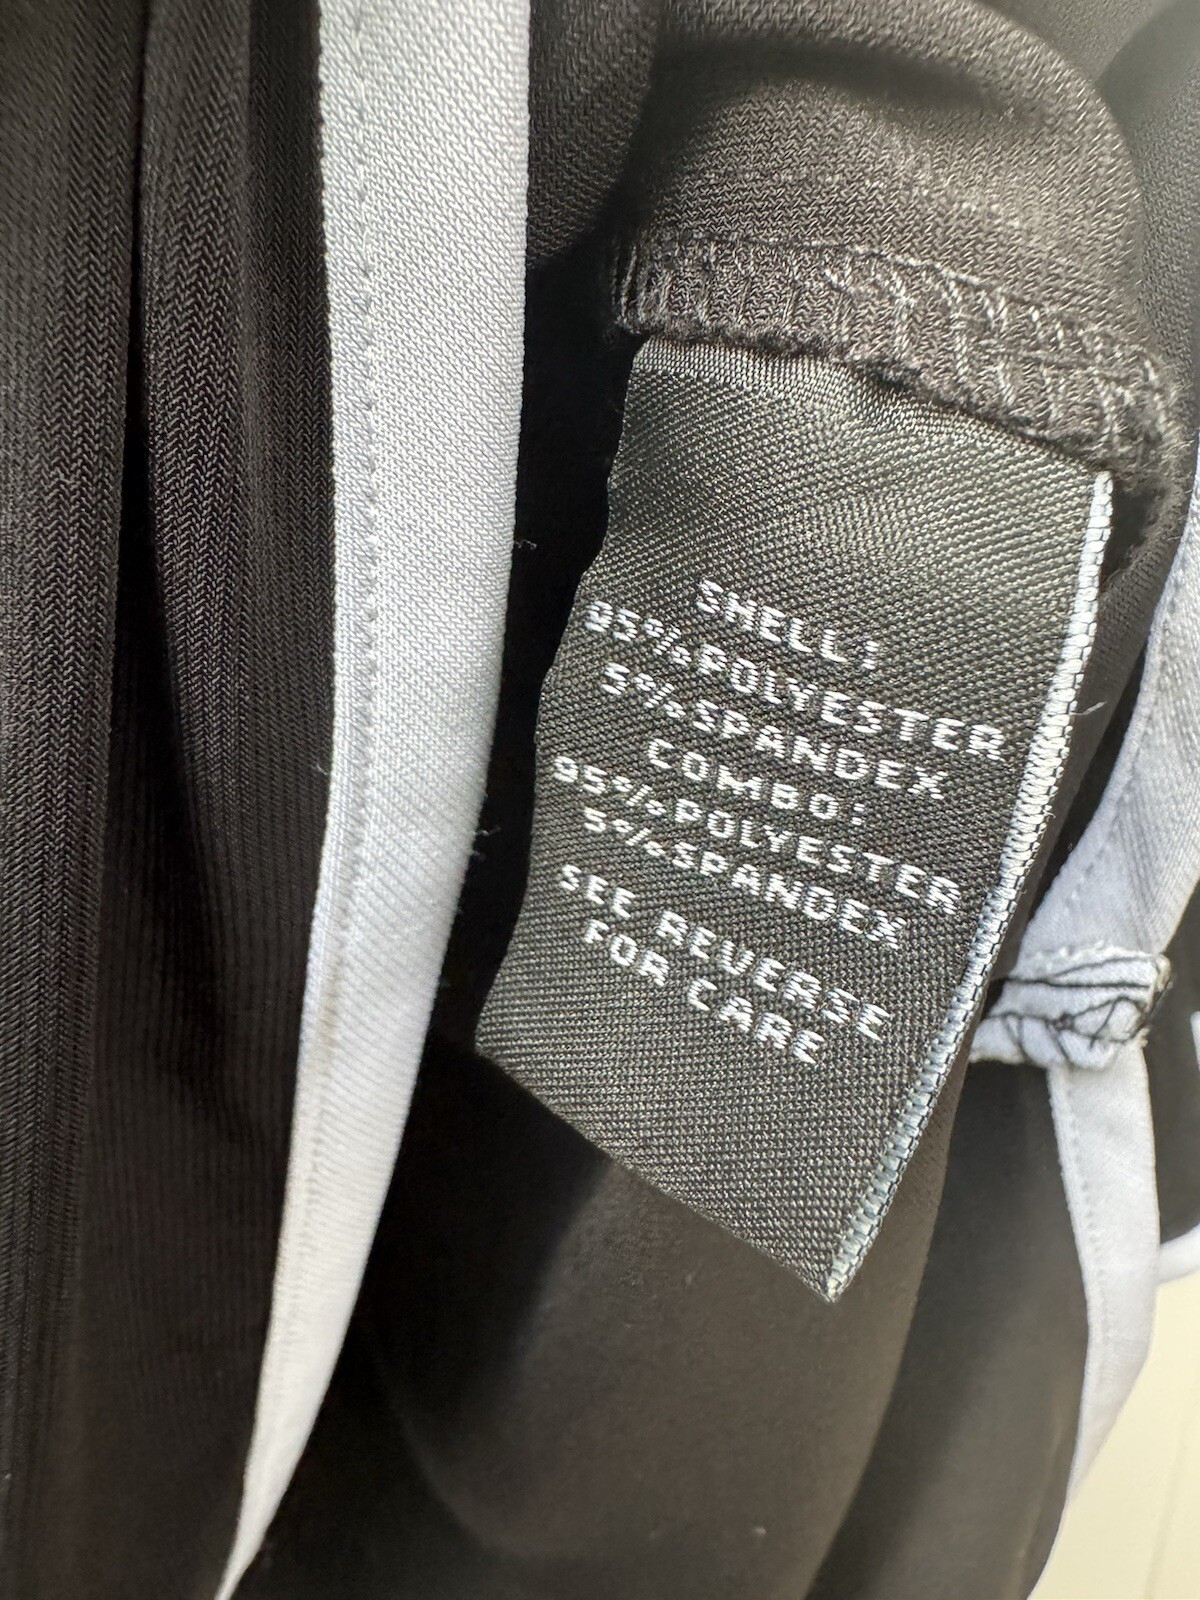 SHELL:
95%POLYESTER
5%SPANDEX
COMBO:
95%POLYESTER
5%SPANDEX
SEE REVERSE
FOR CARE